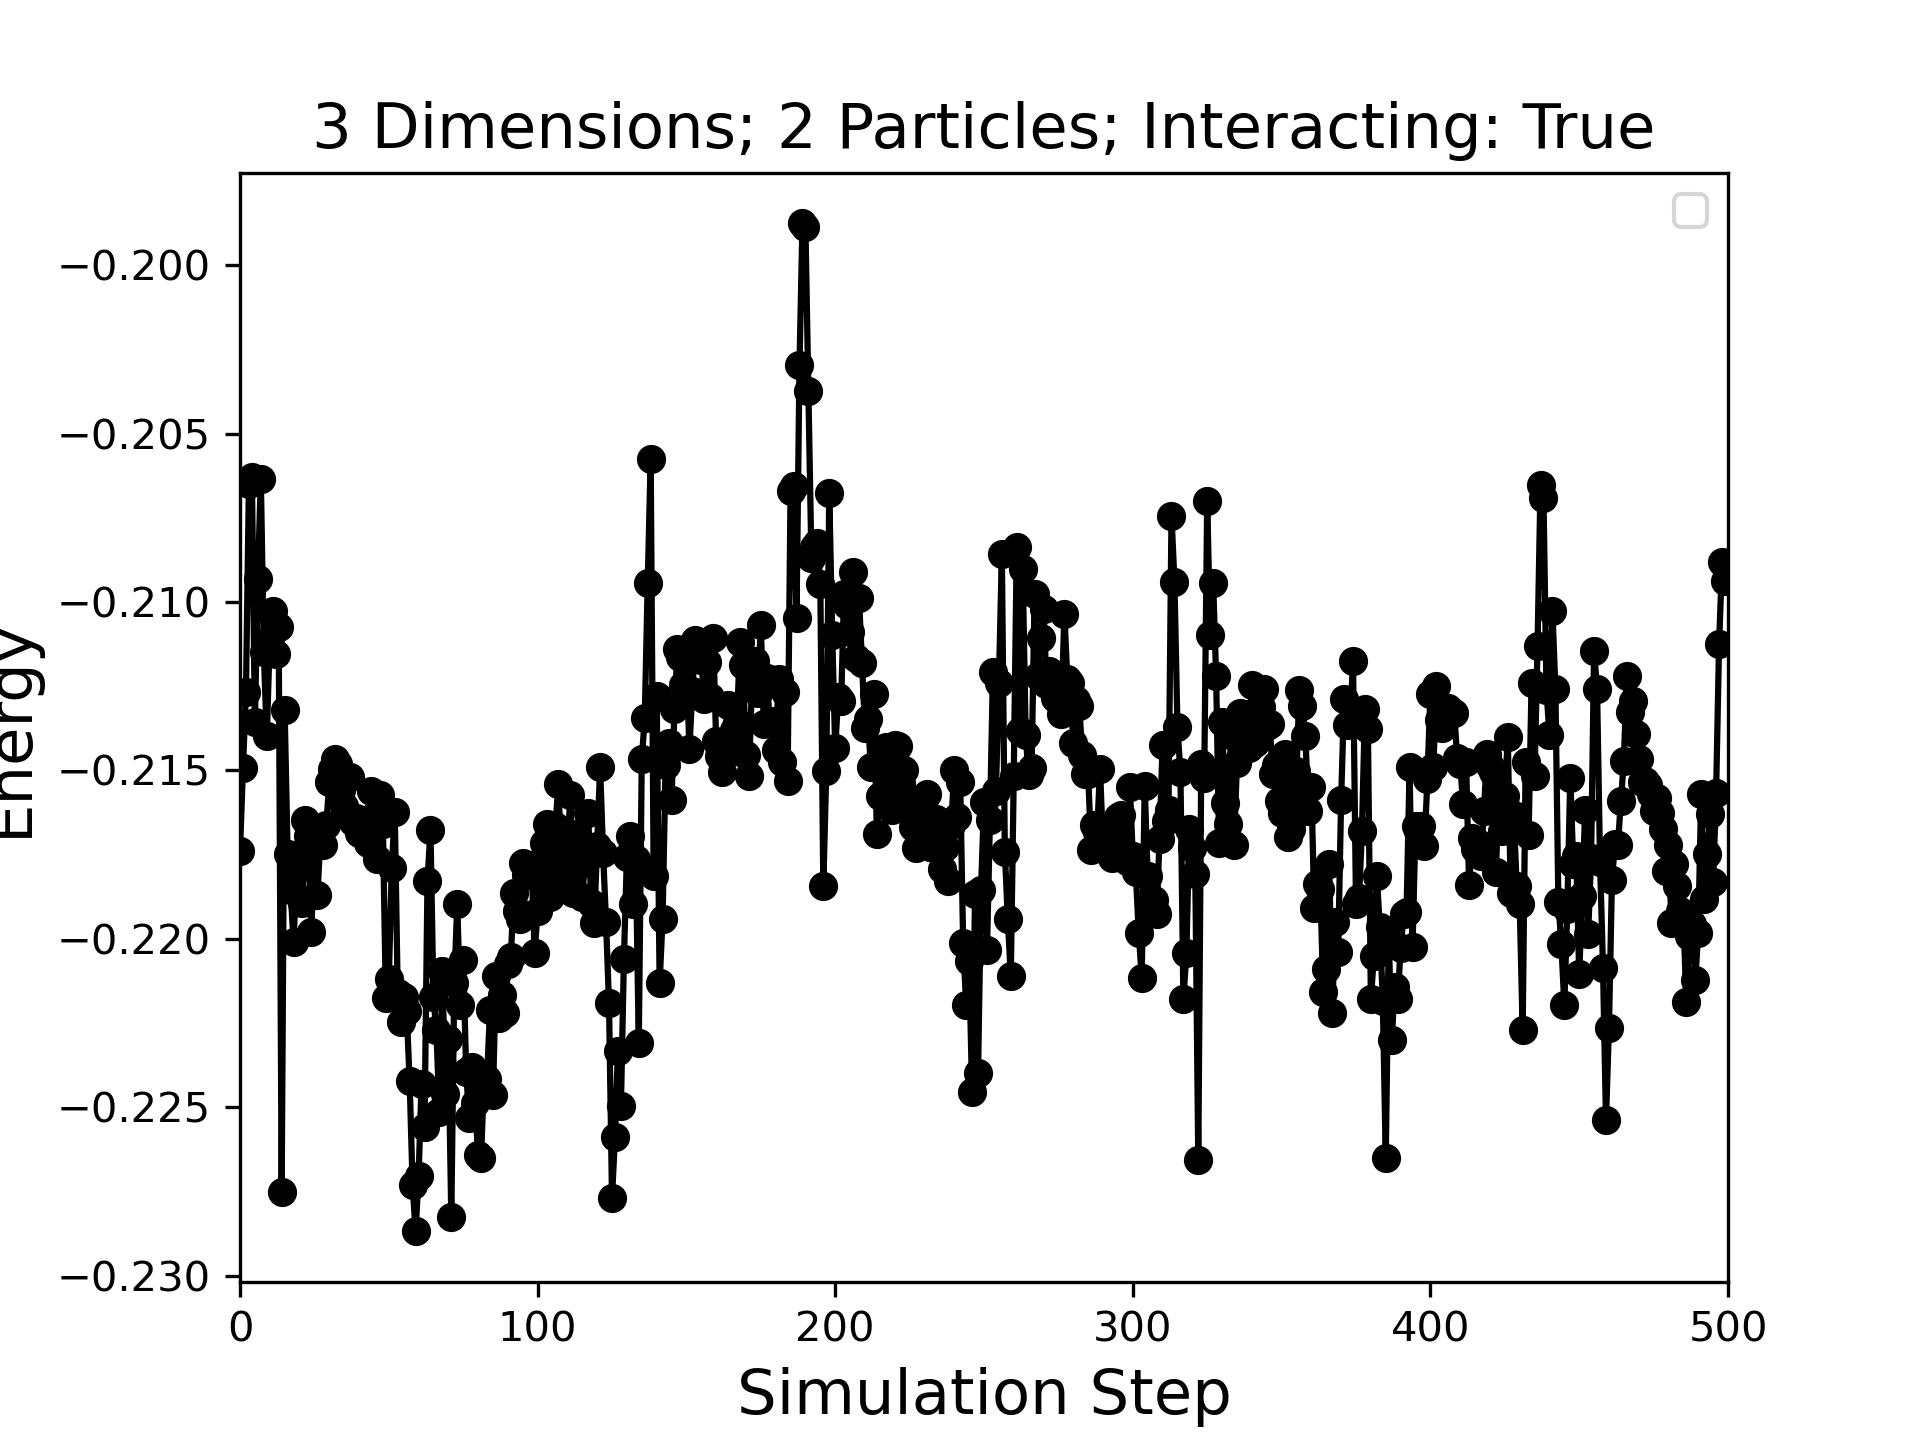 3 Dimensions; 2 Particles; Interacting: True
−0.200
−0.205
−0.210
−0.215
−0.220
−0.225
−0.230
Energy
0 100 200 300 400 500
Simulation Step